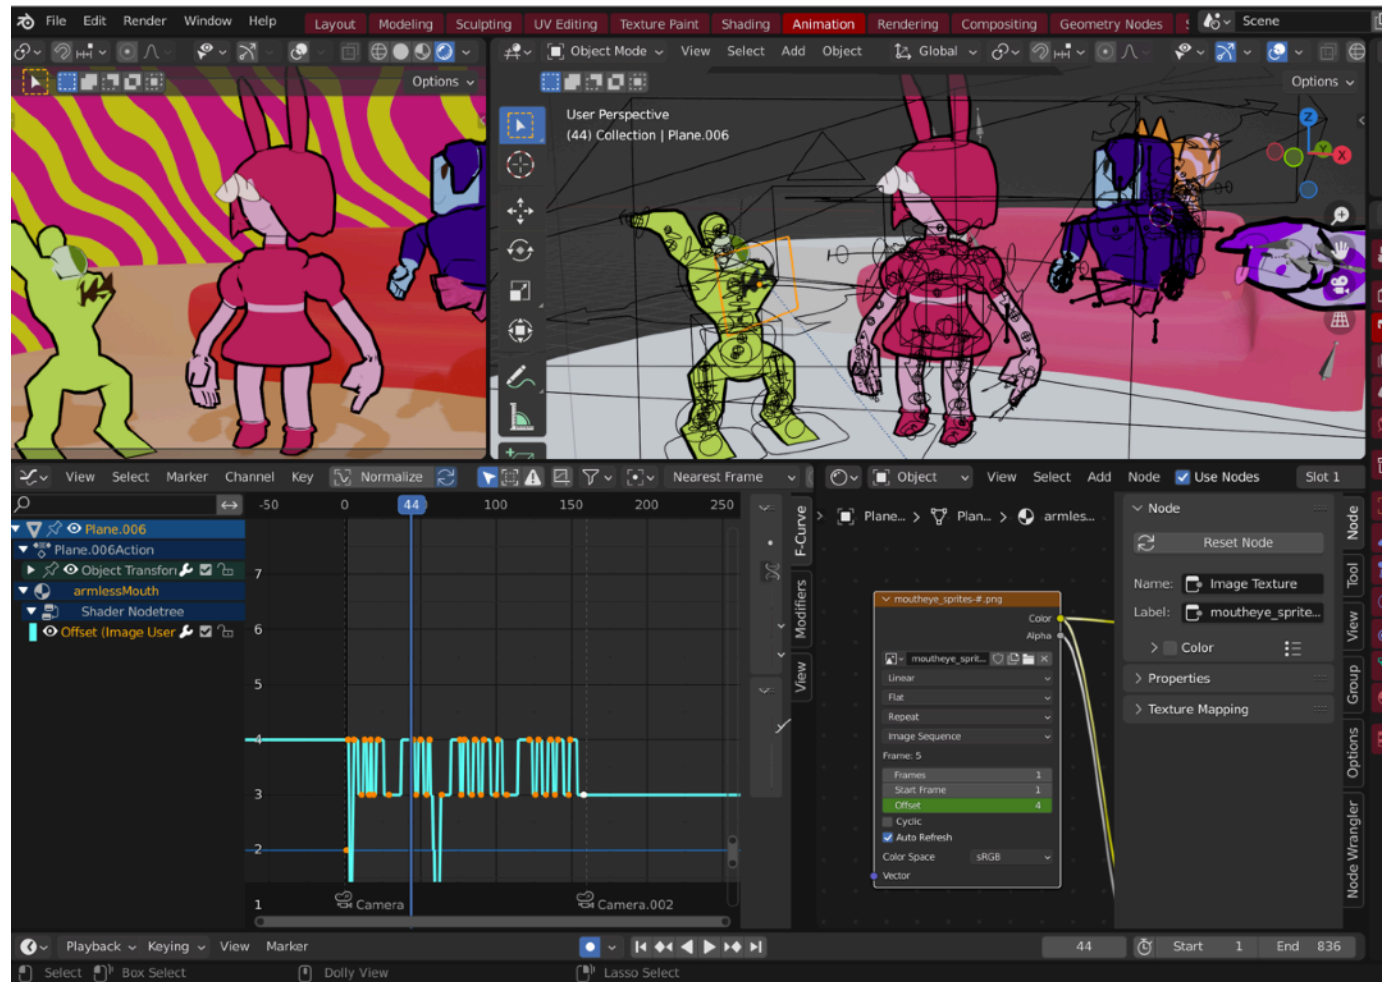 File Edit Render Window Help Layout Modeling Sculpting UV Editing Texture Paint Shading Animation Rendering Compositing Geometry Nodes Scene
Object Mode View Select Add Object Global
Options
Options
User Perspective
(44) Collection | Plane.006
Z
Y
X
View Select Marker Channel Key Normalize Nearest Frame
Object View Select Add Node Use Nodes Slot 1
-50 0 44 100 150 200 250
Plane.006
Plane.006Action
Object Transforr
armlessMouth
Shader Nodetree
Offset (Image User
7
6
5
4
3
2
1
Camera
Camera.002
F-Curve
Modifiers
View
Plane... > Plan... > armles...
moutheye_sprites-#.png
Color
Alpha
moutheye_sprit...
Linear
Flat
Repeat
Image Sequence
Frame: 5
Frames 1
Start Frame 1
Offset 4
Cyclic
Auto Refresh
Color Space sRGB
Vector
Node
Reset Node
Name: Image Texture
Label: moutheye_sprite...
Color
Properties
Texture Mapping
Node
Tool
View
Group
Options
Node Wrangler
Playback Keying View Marker
44 Start 1 End 836
Select Box Select Dolly View Lasso Select